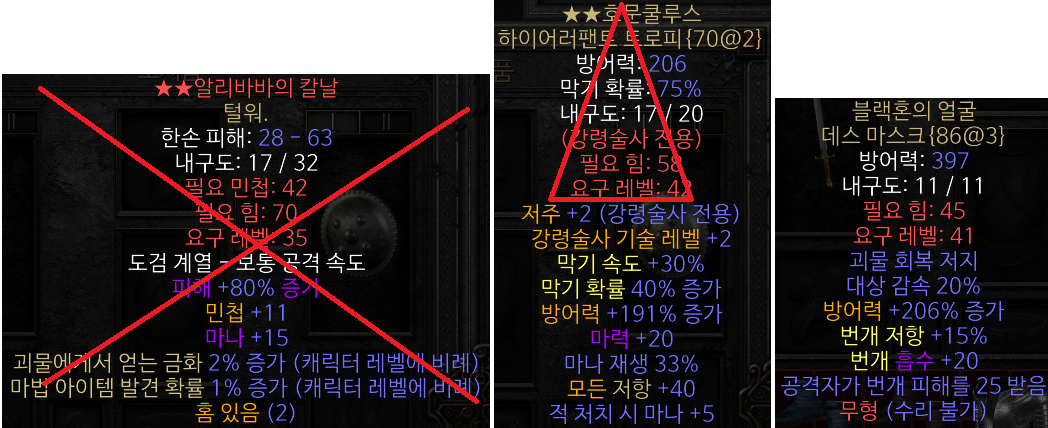 ★★알리바바의 칼날
털워.
한손 피해: 28 - 63
내구도: 17 / 32
필요 민첩: 42
필요 힘: 70
요구 레벨: 35
도검 계열 - 보통 공격 속도
피해 +80% 증가
민첩 +11
마나 +15
괴물에게서 얻는 금화 2% 증가 (캐릭터 레벨에 비례)
마법 아이템 발견 확률 1% 증가 (캐릭터 레벨에 비례)
홈 있음 (2)
★★호문쿨루스
하이어러팬트 트로피{70@2}
방어력: 206
막기 확률: 75%
내구도: 17 / 20
(강령술사 전용)
필요 힘: 58
요구 레벨: 42
저주 +2 (강령술사 전용)
강령술사 기술 레벨 +2
막기 속도 +30%
막기 확률 40% 증가
방어력 +191% 증가
마력 +20
마나 재생 33%
모든 저항 +40
적 처치 시 마나 +5
블랙혼의 얼굴
데스 마스크{86@3}
방어력: 397
내구도: 11 / 11
필요 힘: 45
요구 레벨: 41
괴물 회복 저지
대상 감속 20%
방어력 +206% 증가
번개 저항 +15%
번개 흡수 +20
공격자가 번개 피해를 25 받음
무형 (수리 불가)